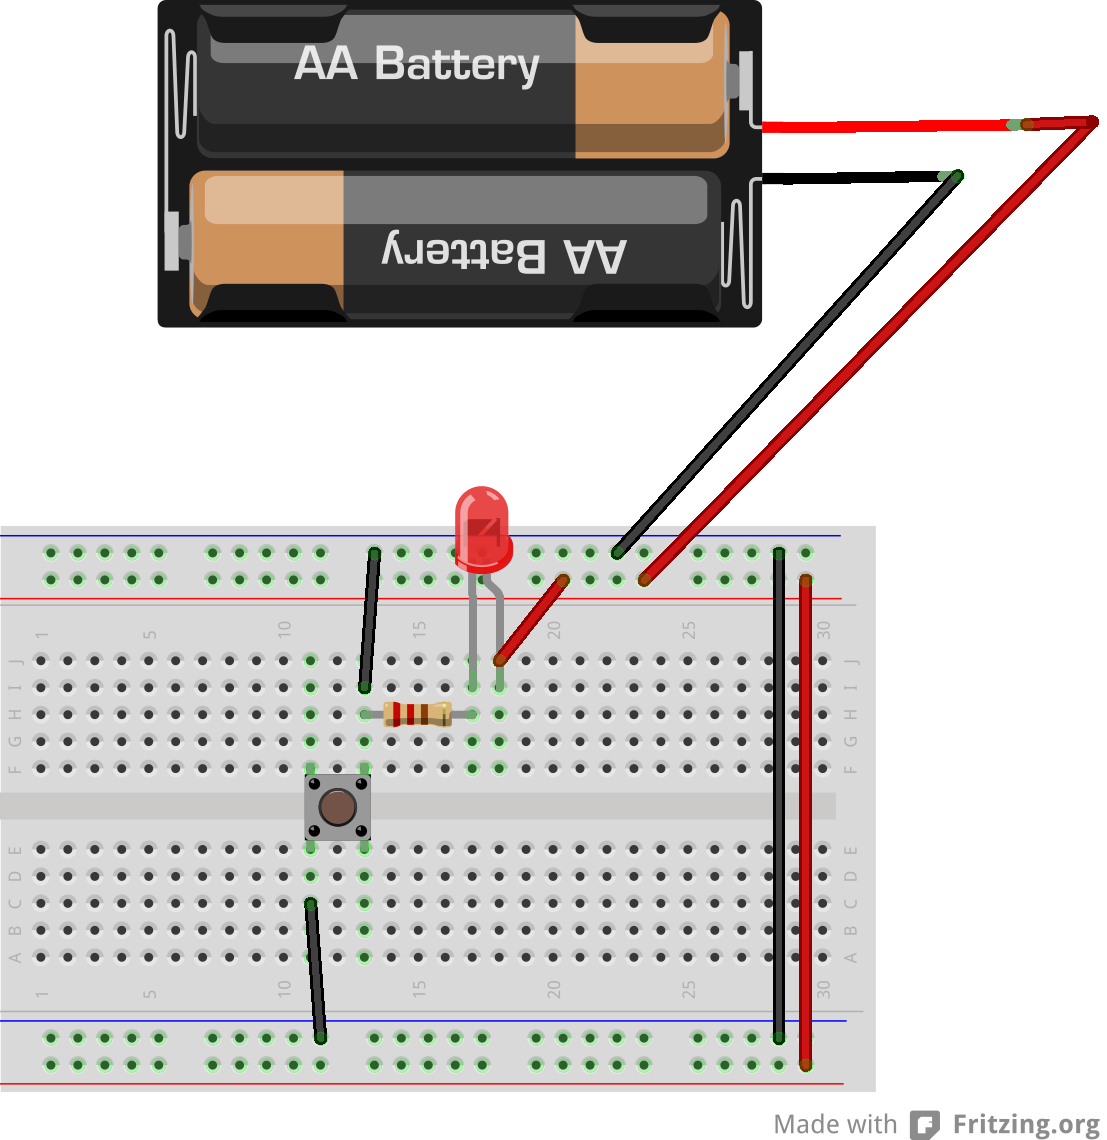 AA Battery
AA Battery
1 5 10 15 20 25 30
J J
I I
H H
G G
F F
E E
D D
C C
B B
A A
1 5 10 15 20 25 30
Made with Fritzing.org